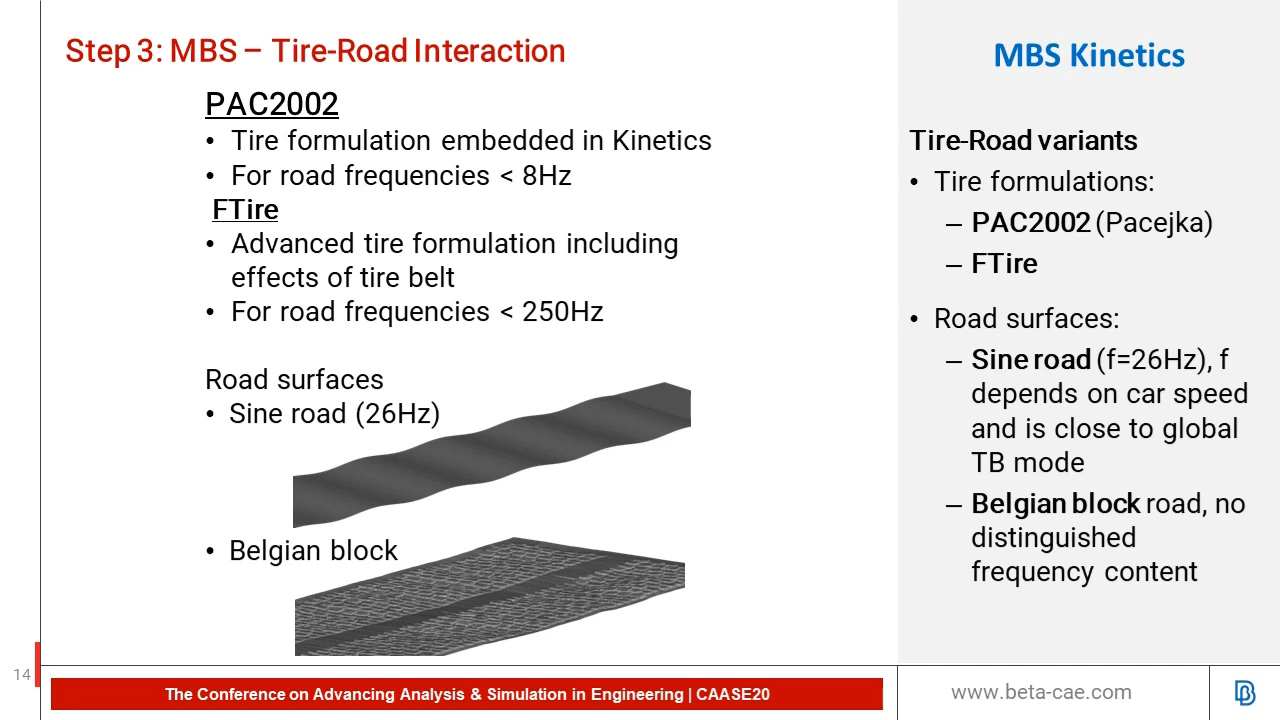 Step 3: MBS – Tire-Road Interaction
PAC2002
• Tire formulation embedded in Kinetics
• For road frequencies < 8Hz
FTire
• Advanced tire formulation including
effects of tire belt
• For road frequencies < 250Hz
Road surfaces
• Sine road (26Hz)
• Belgian block
MBS Kinetics
Tire-Road variants
• Tire formulations:
– PAC2002 (Pacejka)
– FTire
• Road surfaces:
– Sine road (f=26Hz), f
depends on car speed
and is close to global
TB mode
– Belgian block road, no
distinguished
frequency content
14
The Conference on Advancing Analysis & Simulation in Engineering | CAASE20
www.beta-cae.com